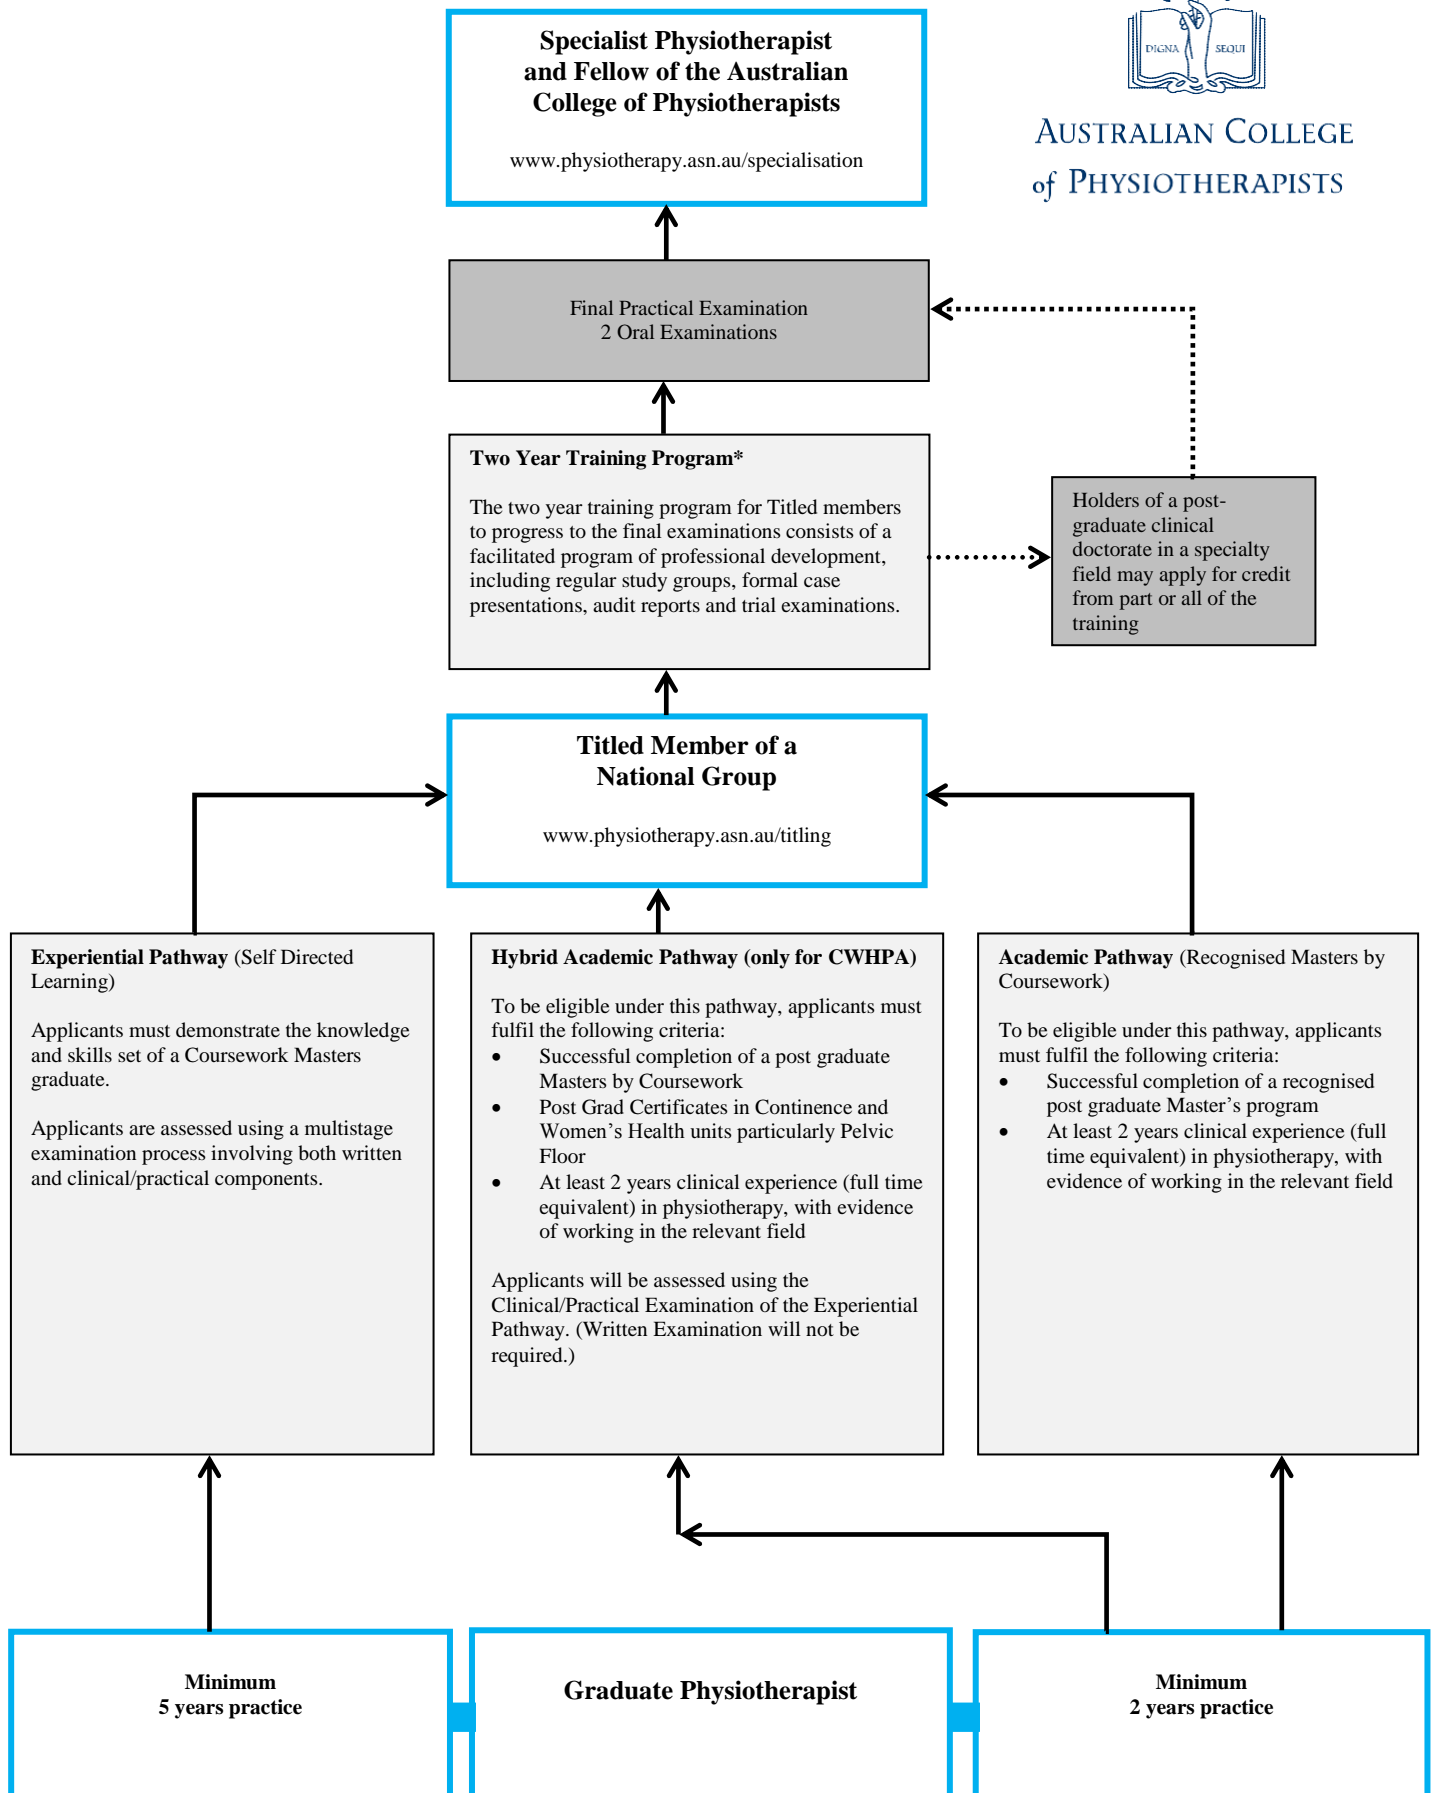 Specialist Physiotherapist
and Fellow of the Australian
College of Physiotherapists
www.physiotherapy.asn.au/specialisation
DIGNA SEQUI
AUSTRALIAN COLLEGE
of PHYSIOTHERAPISTS
Final Practical Examination
2 Oral Examinations
Two Year Training Program*
The two year training program for Titled members
to progress to the final examinations consists of a
facilitated program of professional development,
including regular study groups, formal case
presentations, audit reports and trial examinations.
Holders of a post-
graduate clinical
doctorate in a specialty
field may apply for credit
from part or all of the
training
Titled Member of a
National Group
www.physiotherapy.asn.au/titling
Experiential Pathway (Self Directed
Learning)
Applicants must demonstrate the knowledge
and skills set of a Coursework Masters
graduate.
Applicants are assessed using a multistage
examination process involving both written
and clinical/practical components.
Hybrid Academic Pathway (only for CWHPA)
To be eligible under this pathway, applicants must
fulfil the following criteria:
• Successful completion of a post graduate
Masters by Coursework
• Post Grad Certificates in Continence and
Women’s Health units particularly Pelvic
Floor
• At least 2 years clinical experience (full time
equivalent) in physiotherapy, with evidence
of working in the relevant field
Applicants will be assessed using the
Clinical/Practical Examination of the Experiential
Pathway. (Written Examination will not be
required.)
Academic Pathway (Recognised Masters by
Coursework)
To be eligible under this pathway, applicants
must fulfil the following criteria:
• Successful completion of a recognised
post graduate Master’s program
• At least 2 years clinical experience (full
time equivalent) in physiotherapy, with
evidence of working in the relevant field
Minimum
5 years practice
Graduate Physiotherapist
Minimum
2 years practice